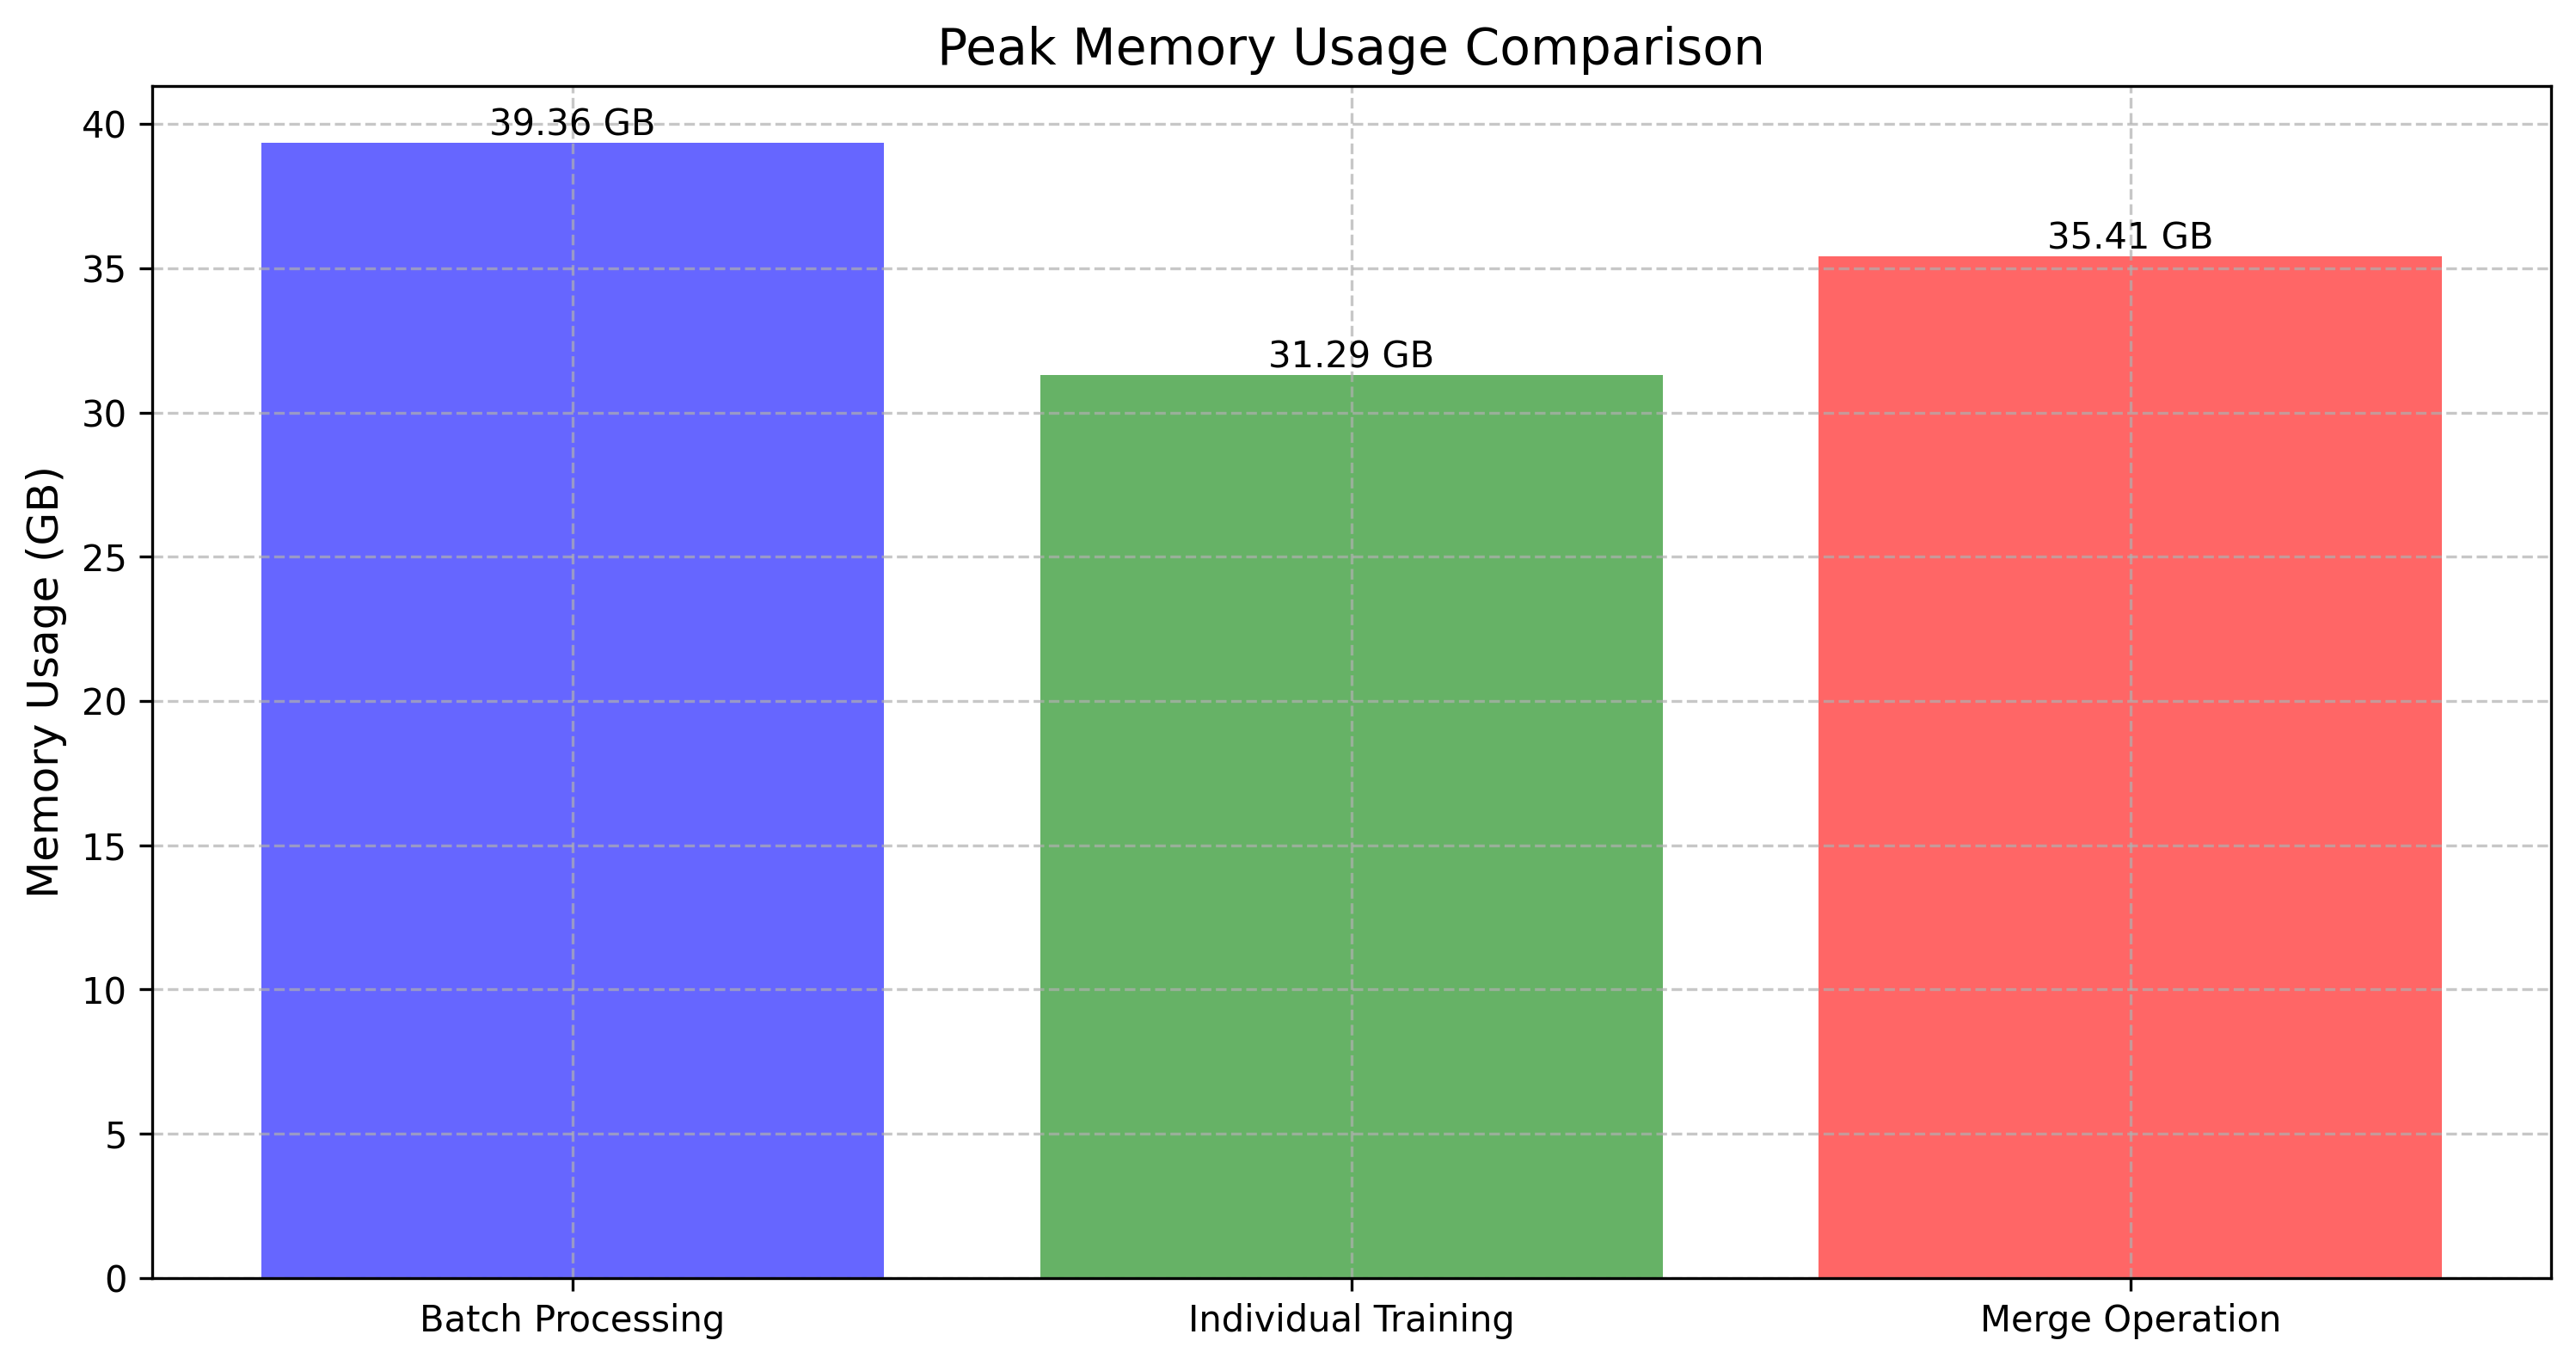 Peak Memory Usage Comparison
Memory Usage (GB)
40
35
30
25
20
15
10
5
0
39.36 GB
31.29 GB
35.41 GB
Batch Processing
Individual Training
Merge Operation